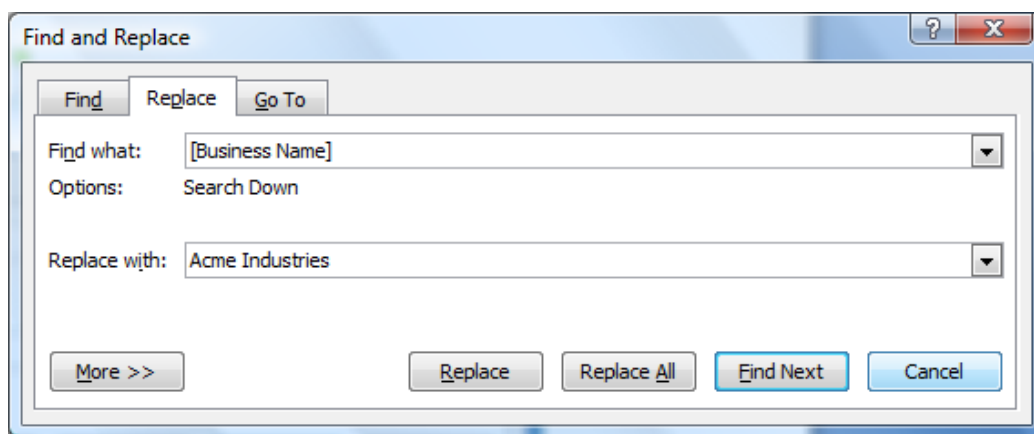 Find and Replace
Find Replace Go To
Find what: [Business Name]
Options: Search Down
Replace with: Acme Industries
More >> Replace Replace All Find Next Cancel